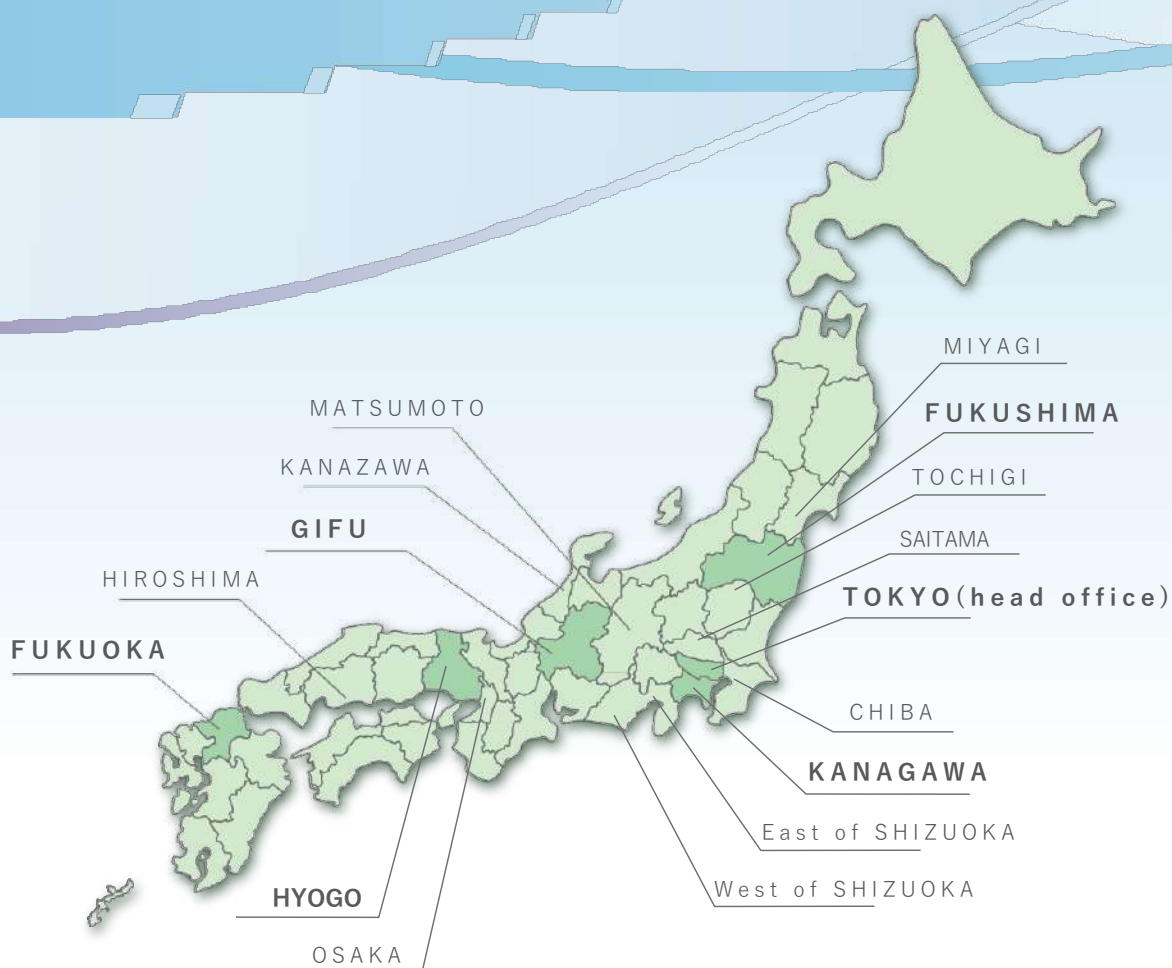 MIYAGI
MATSUMOTO
FUKUSHIMA
KANAZAWA
TOCHIGI
GIFU
SAITAMA
HIROSHIMA
TOKYO(head office)
FUKUOKA
CHIBA
KANAGAWA
East of SHIZUOKA
West of SHIZUOKA
HYOGO
OSAKA